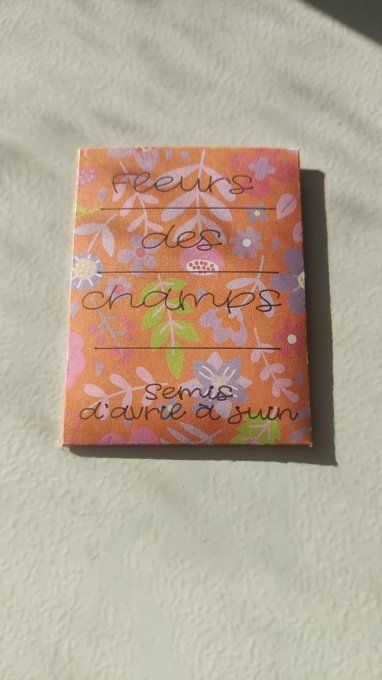 Fleurs
des
champs
Semis
d'avril à juin